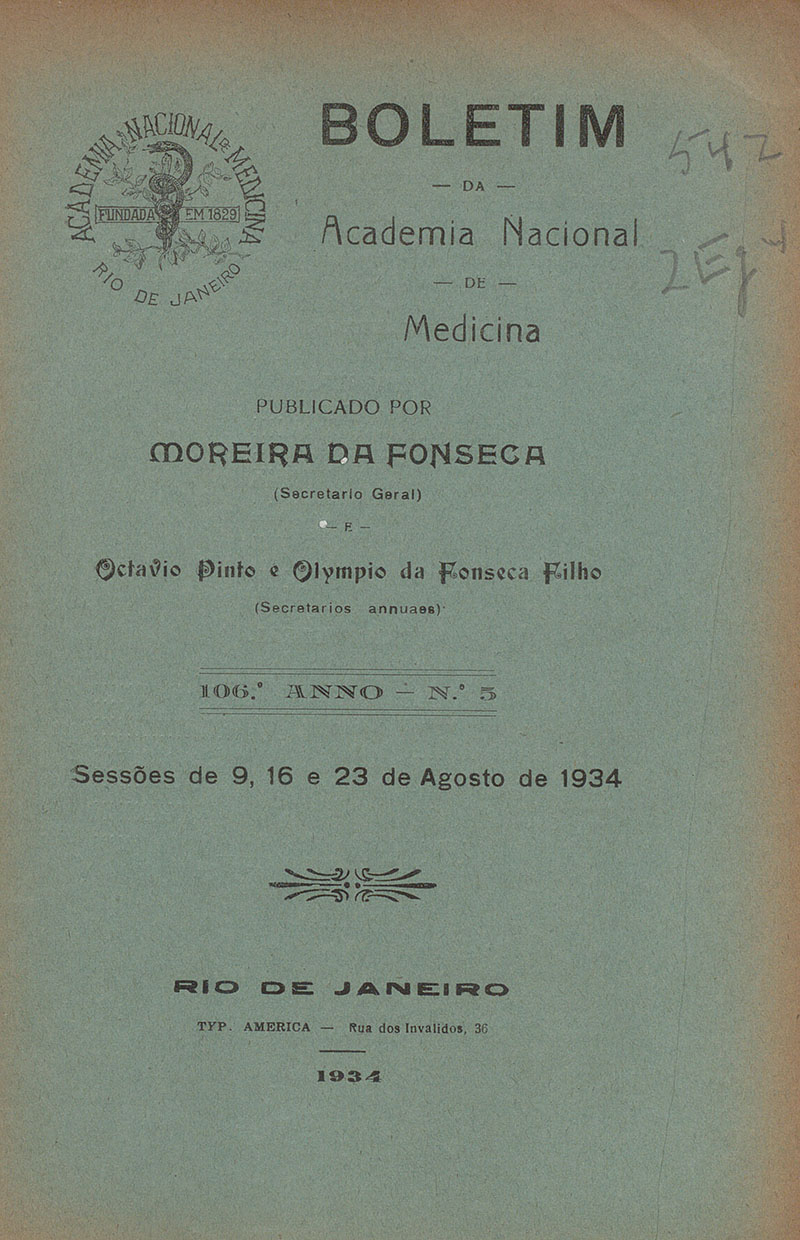 ACADEMIA NACIONAL DE MEDICINA
FUNDADA EM 1829
RIO DE JANEIRO
BOLETIM
— DA —
Academia Nacional
— DE —
Medicina
542
PUBLICADO POR
MOREIRA DA FONSECA
(Secretario Geral)
— E —
Octavio Pinto e Olympio da Fonseca Filho
(Secretarios annuaes)
106.º ANNO — N.º 5
Sessões de 9, 16 e 23 de Agosto de 1934
RIO DE JANEIRO
TYP. AMERICA — Rua dos Invalidos, 36
1934